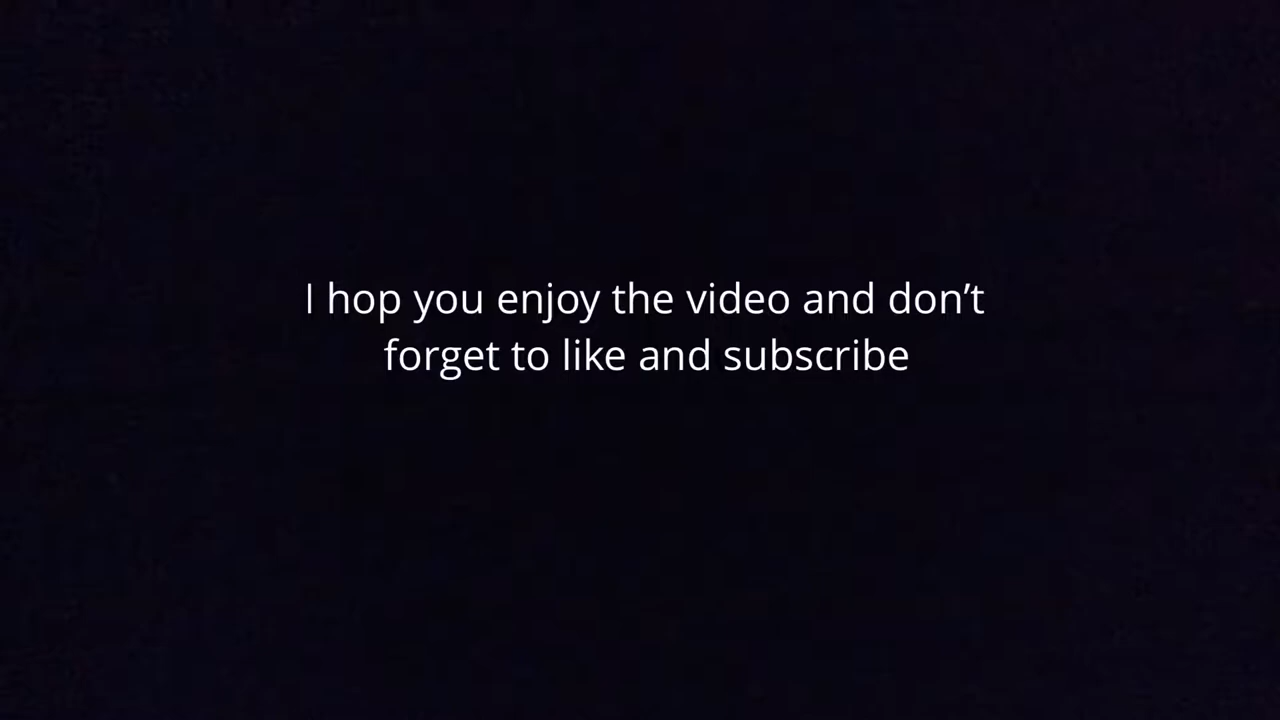 I hop you enjoy the video and don’t
forget to like and subscribe